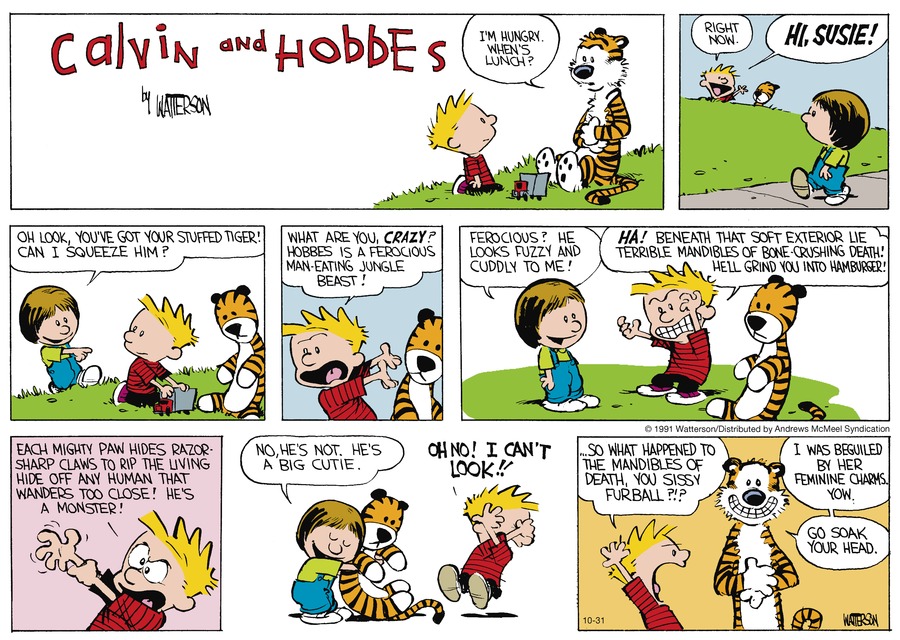 Calvin and Hobbes
by WATTERSON
I'M HUNGRY.
WHEN'S
LUNCH?
RIGHT
NOW.
HI, SUSIE!
OH LOOK, YOU'VE GOT YOUR STUFFED TIGER!
CAN I SQUEEZE HIM?
WHAT ARE YOU, CRAZY?
HOBBES IS A FEROCIOUS
MAN-EATING JUNGLE
BEAST!
FEROCIOUS? HE
LOOKS FUZZY AND
CUDDLY TO ME!
HA! BENEATH THAT SOFT EXTERIOR LIE
TERRIBLE MANDIBLES OF BONE-CRUSHING DEATH!
HE'LL GRIND YOU INTO HAMBURGER!
© 1991 Watterson/Distributed by Andrews McMeel Syndication
EACH MIGHTY PAW HIDES RAZOR-
SHARP CLAWS TO RIP THE LIVING
HIDE OFF ANY HUMAN THAT
WANDERS TOO CLOSE! HE'S
A MONSTER!
NO, HE'S NOT. HE'S
A BIG CUTIE.
OH NO! I CAN'T
LOOK!!
...SO WHAT HAPPENED TO
THE MANDIBLES OF
DEATH, YOU SISSY
FURBALL?!?
I WAS BEGUILED
BY HER
FEMININE CHARMS.
YOW.
GO SOAK
YOUR HEAD.
10-31
WATTERSON